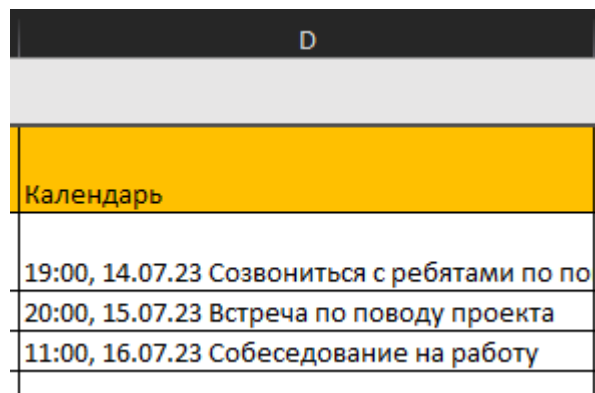 D
Календарь
19:00, 14.07.23 Созвониться с ребятами по по
20:00, 15.07.23 Встреча по поводу проекта
11:00, 16.07.23 Собеседование на работу